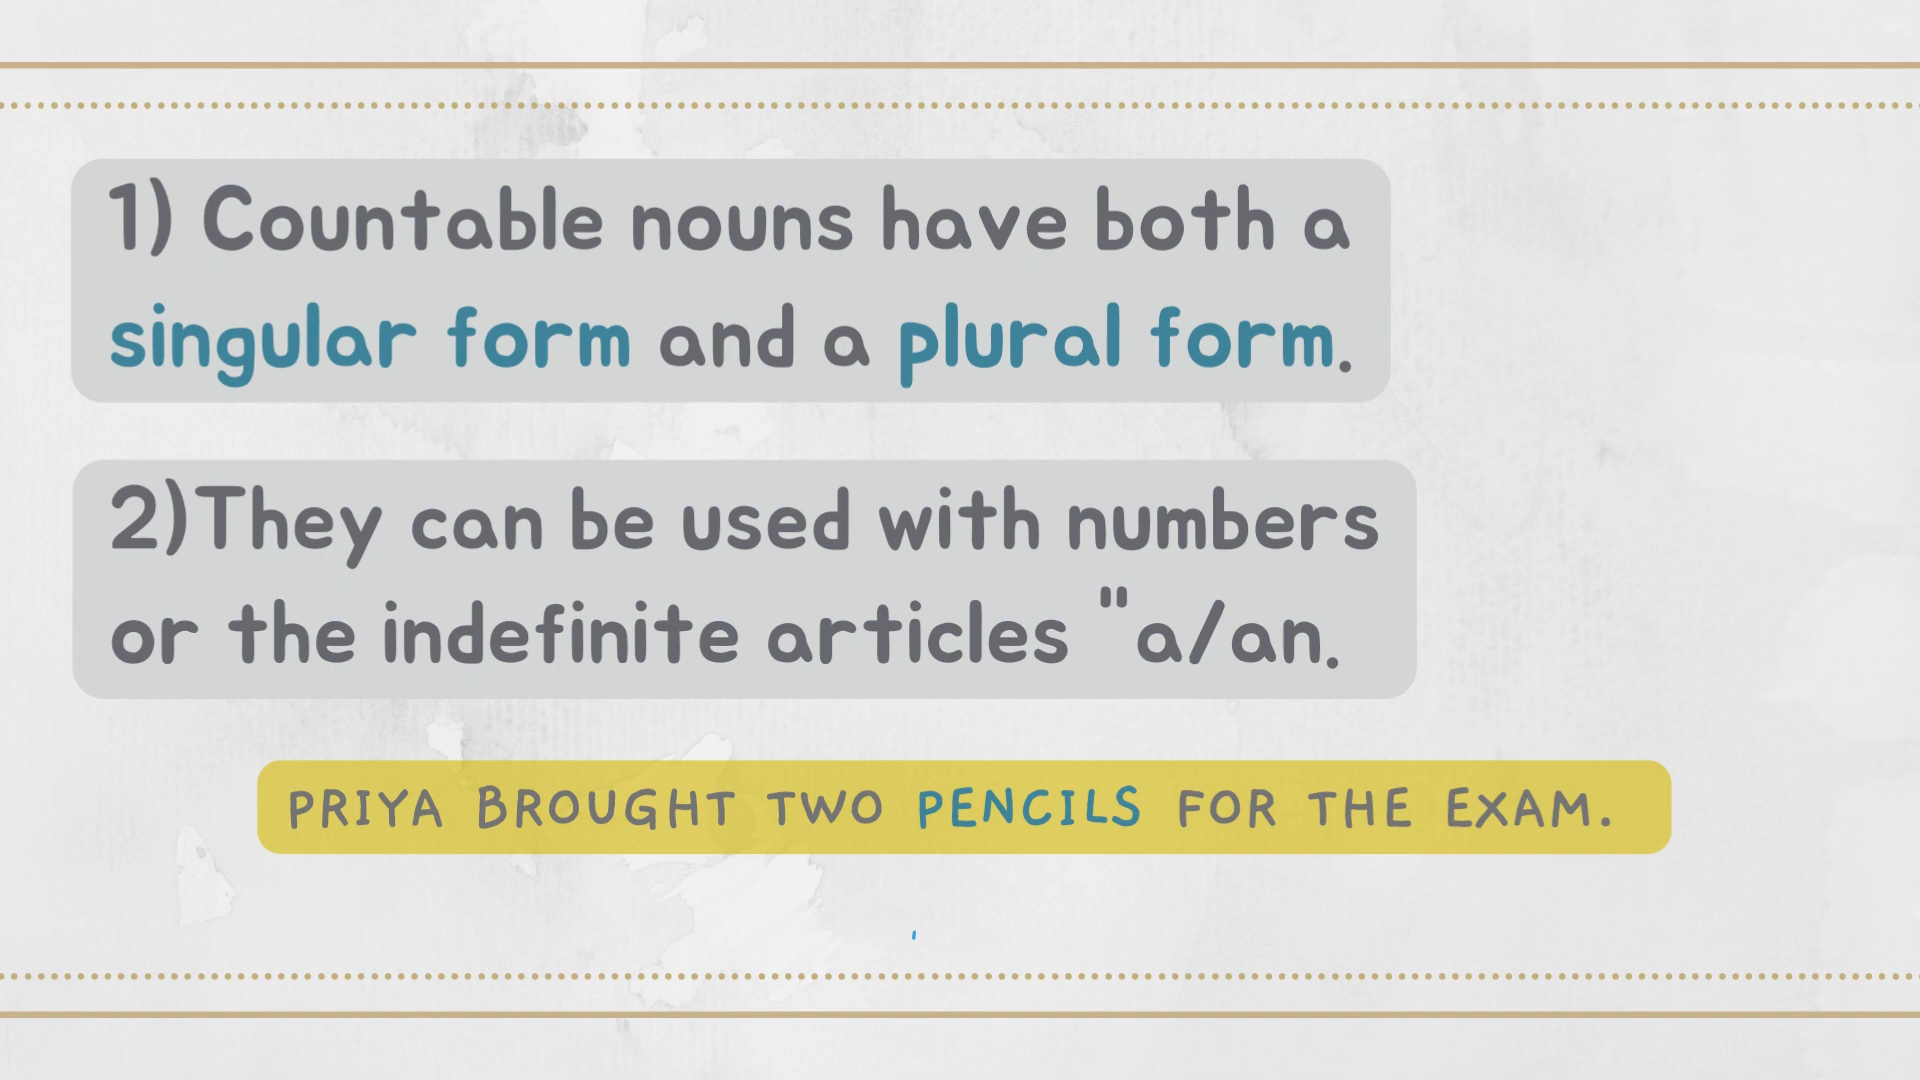 1) Countable nouns have both a
singular form and a plural form.
2)They can be used with numbers
or the indefinite articles "a/an.
PRIYA BROUGHT TWO PENCILS FOR THE EXAM.